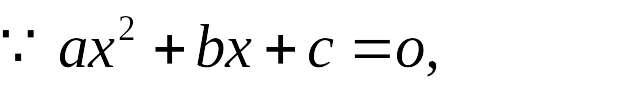 ∵ ax² + bx + c = o,